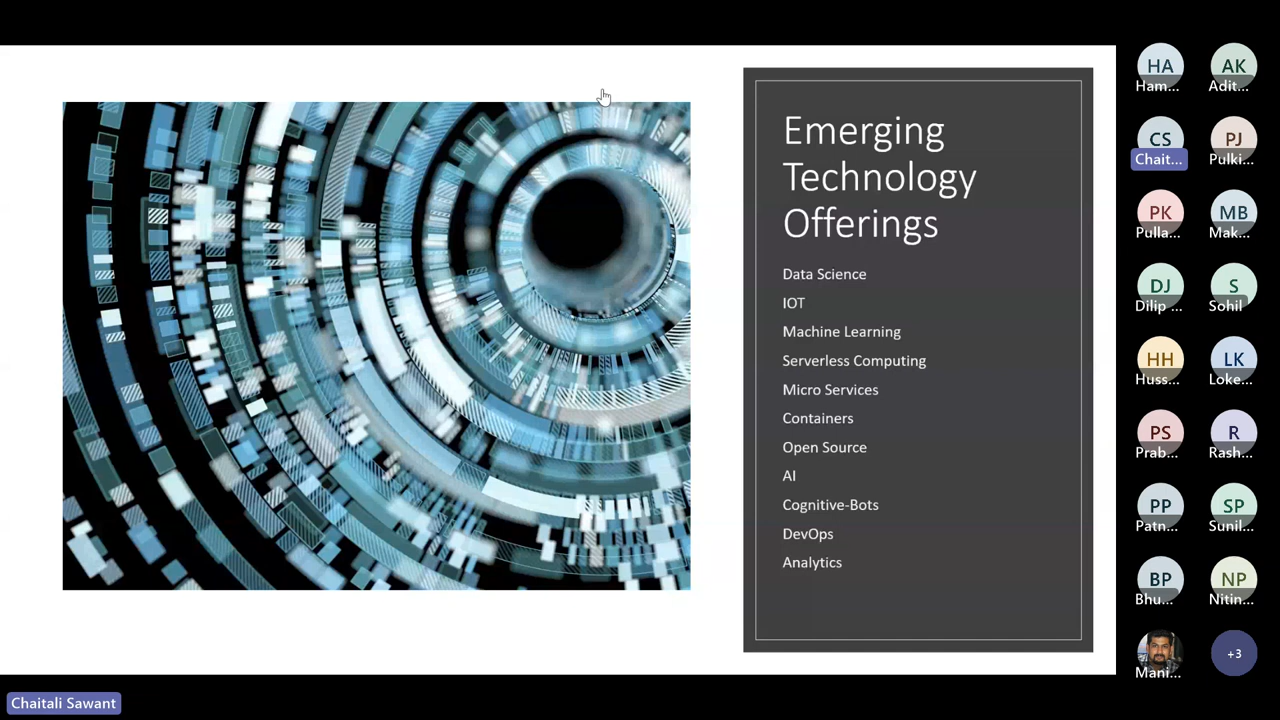 Emerging
Technology
Offerings
Data Science
IOT
Machine Learning
Serverless Computing
Micro Services
Containers
Open Source
AI
Cognitive-Bots
DevOps
Analytics
HA
Ham...
AK
Adit...
CS
Chait...
PJ
Pulki...
PK
Pulla...
MB
Mak...
DJ
Dilip ...
S
Sohil
HH
Huss...
LK
Loke...
PS
Prab...
R
Rash...
PP
Patn...
SP
Sunil...
BP
Bhu...
NP
Nitin...
Mani...
+3
Chaitali Sawant